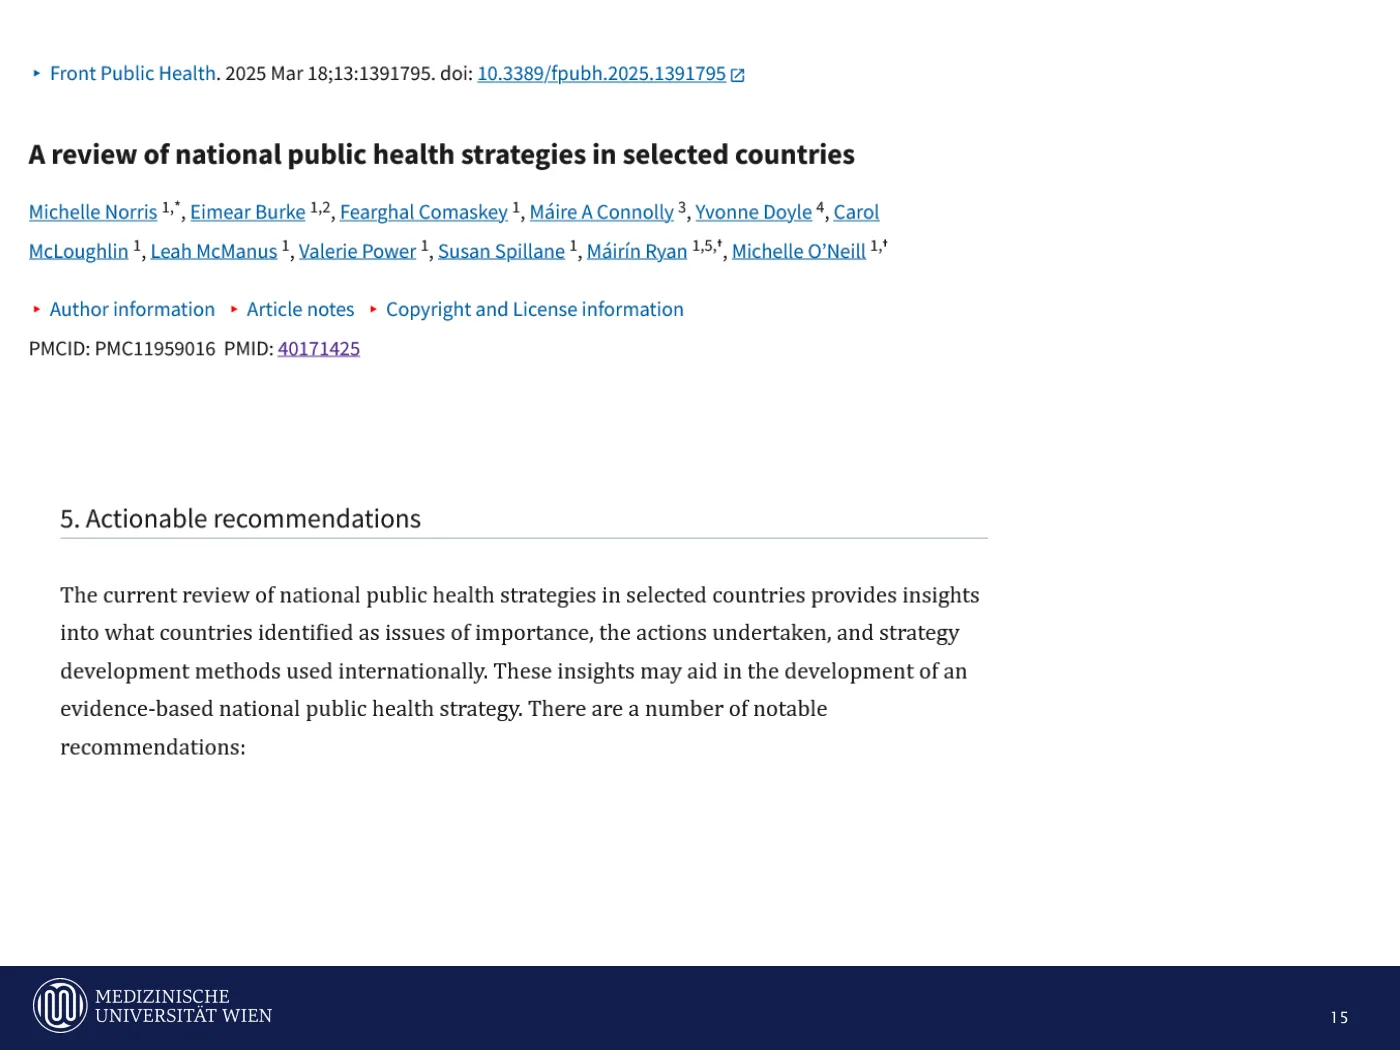 ‣ Front Public Health. 2025 Mar 18;13:1391795. doi: 10.3389/fpubh.2025.1391795
A review of national public health strategies in selected countries
Michelle Norris 1,*, Eimear Burke 1,2, Fearghal Comaskey 1, Máire A Connolly 3, Yvonne Doyle 4, Carol
McLoughlin 1, Leah McManus 1, Valerie Power 1, Susan Spillane 1, Máirín Ryan 1,5,†, Michelle O’Neill 1,†
‣ Author information ‣ Article notes ‣ Copyright and License information
PMCID: PMC11959016 PMID: 40171425
5. Actionable recommendations
The current review of national public health strategies in selected countries provides insights
into what countries identified as issues of importance, the actions undertaken, and strategy
development methods used internationally. These insights may aid in the development of an
evidence-based national public health strategy. There are a number of notable
recommendations:
MEDIZINISCHE
UNIVERSITÄT WIEN
15